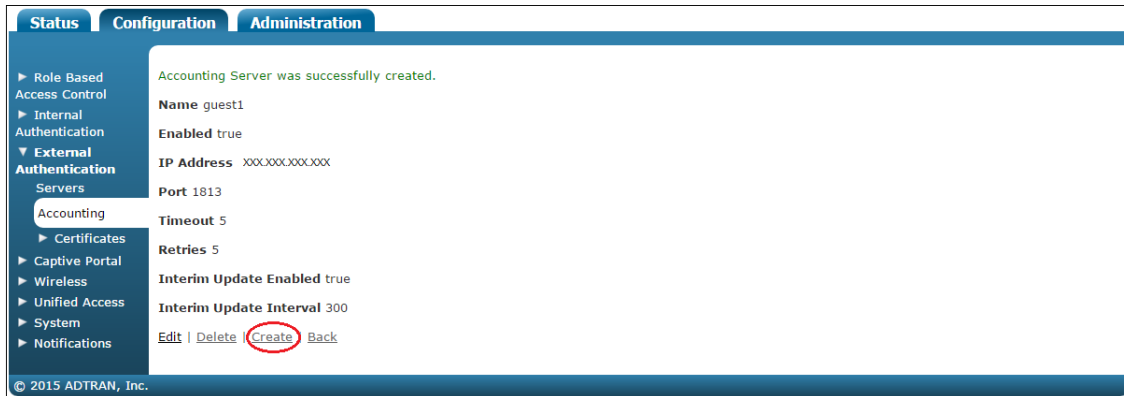 Status Configuration Administration
▶ Role Based
Access Control
▶ Internal
Authentication
▼ External
Authentication
Servers
Accounting
▶ Certificates
▶ Captive Portal
▶ Wireless
▶ Unified Access
▶ System
▶ Notifications
Accounting Server was successfully created.
Name guest1
Enabled true
IP Address XXX.XXX.XXX.XXX
Port 1813
Timeout 5
Retries 5
Interim Update Enabled true
Interim Update Interval 300
Edit | Delete | Create | Back
© 2015 ADTRAN, Inc.